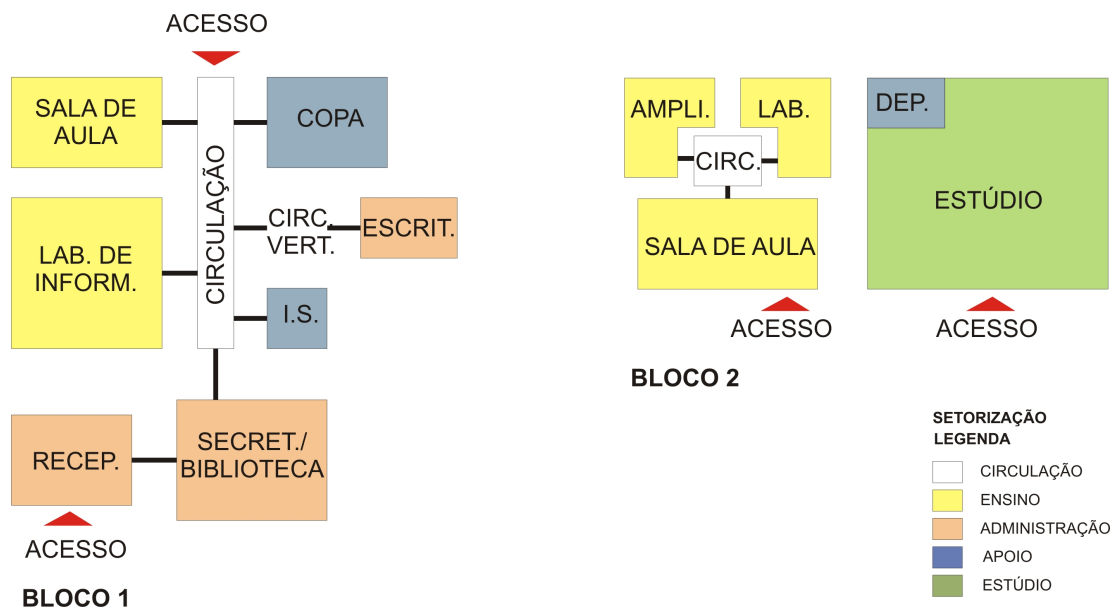 ACESSO
SALA DE
AULA
CIRCULAÇÃO
COPA
LAB. DE
INFORM.
CIRC.
VERT.
ESCRIT.
I.S.
RECEP.
SECRET./
BIBLIOTECA
ACESSO
BLOCO 1
AMPLI.
LAB.
CIRC.
SALA DE AULA
ACESSO
DEP.
ESTÚDIO
ACESSO
BLOCO 2
SETORIZAÇÃO
LEGENDA
CIRCULAÇÃO
ENSINO
ADMINISTRAÇÃO
APOIO
ESTÚDIO